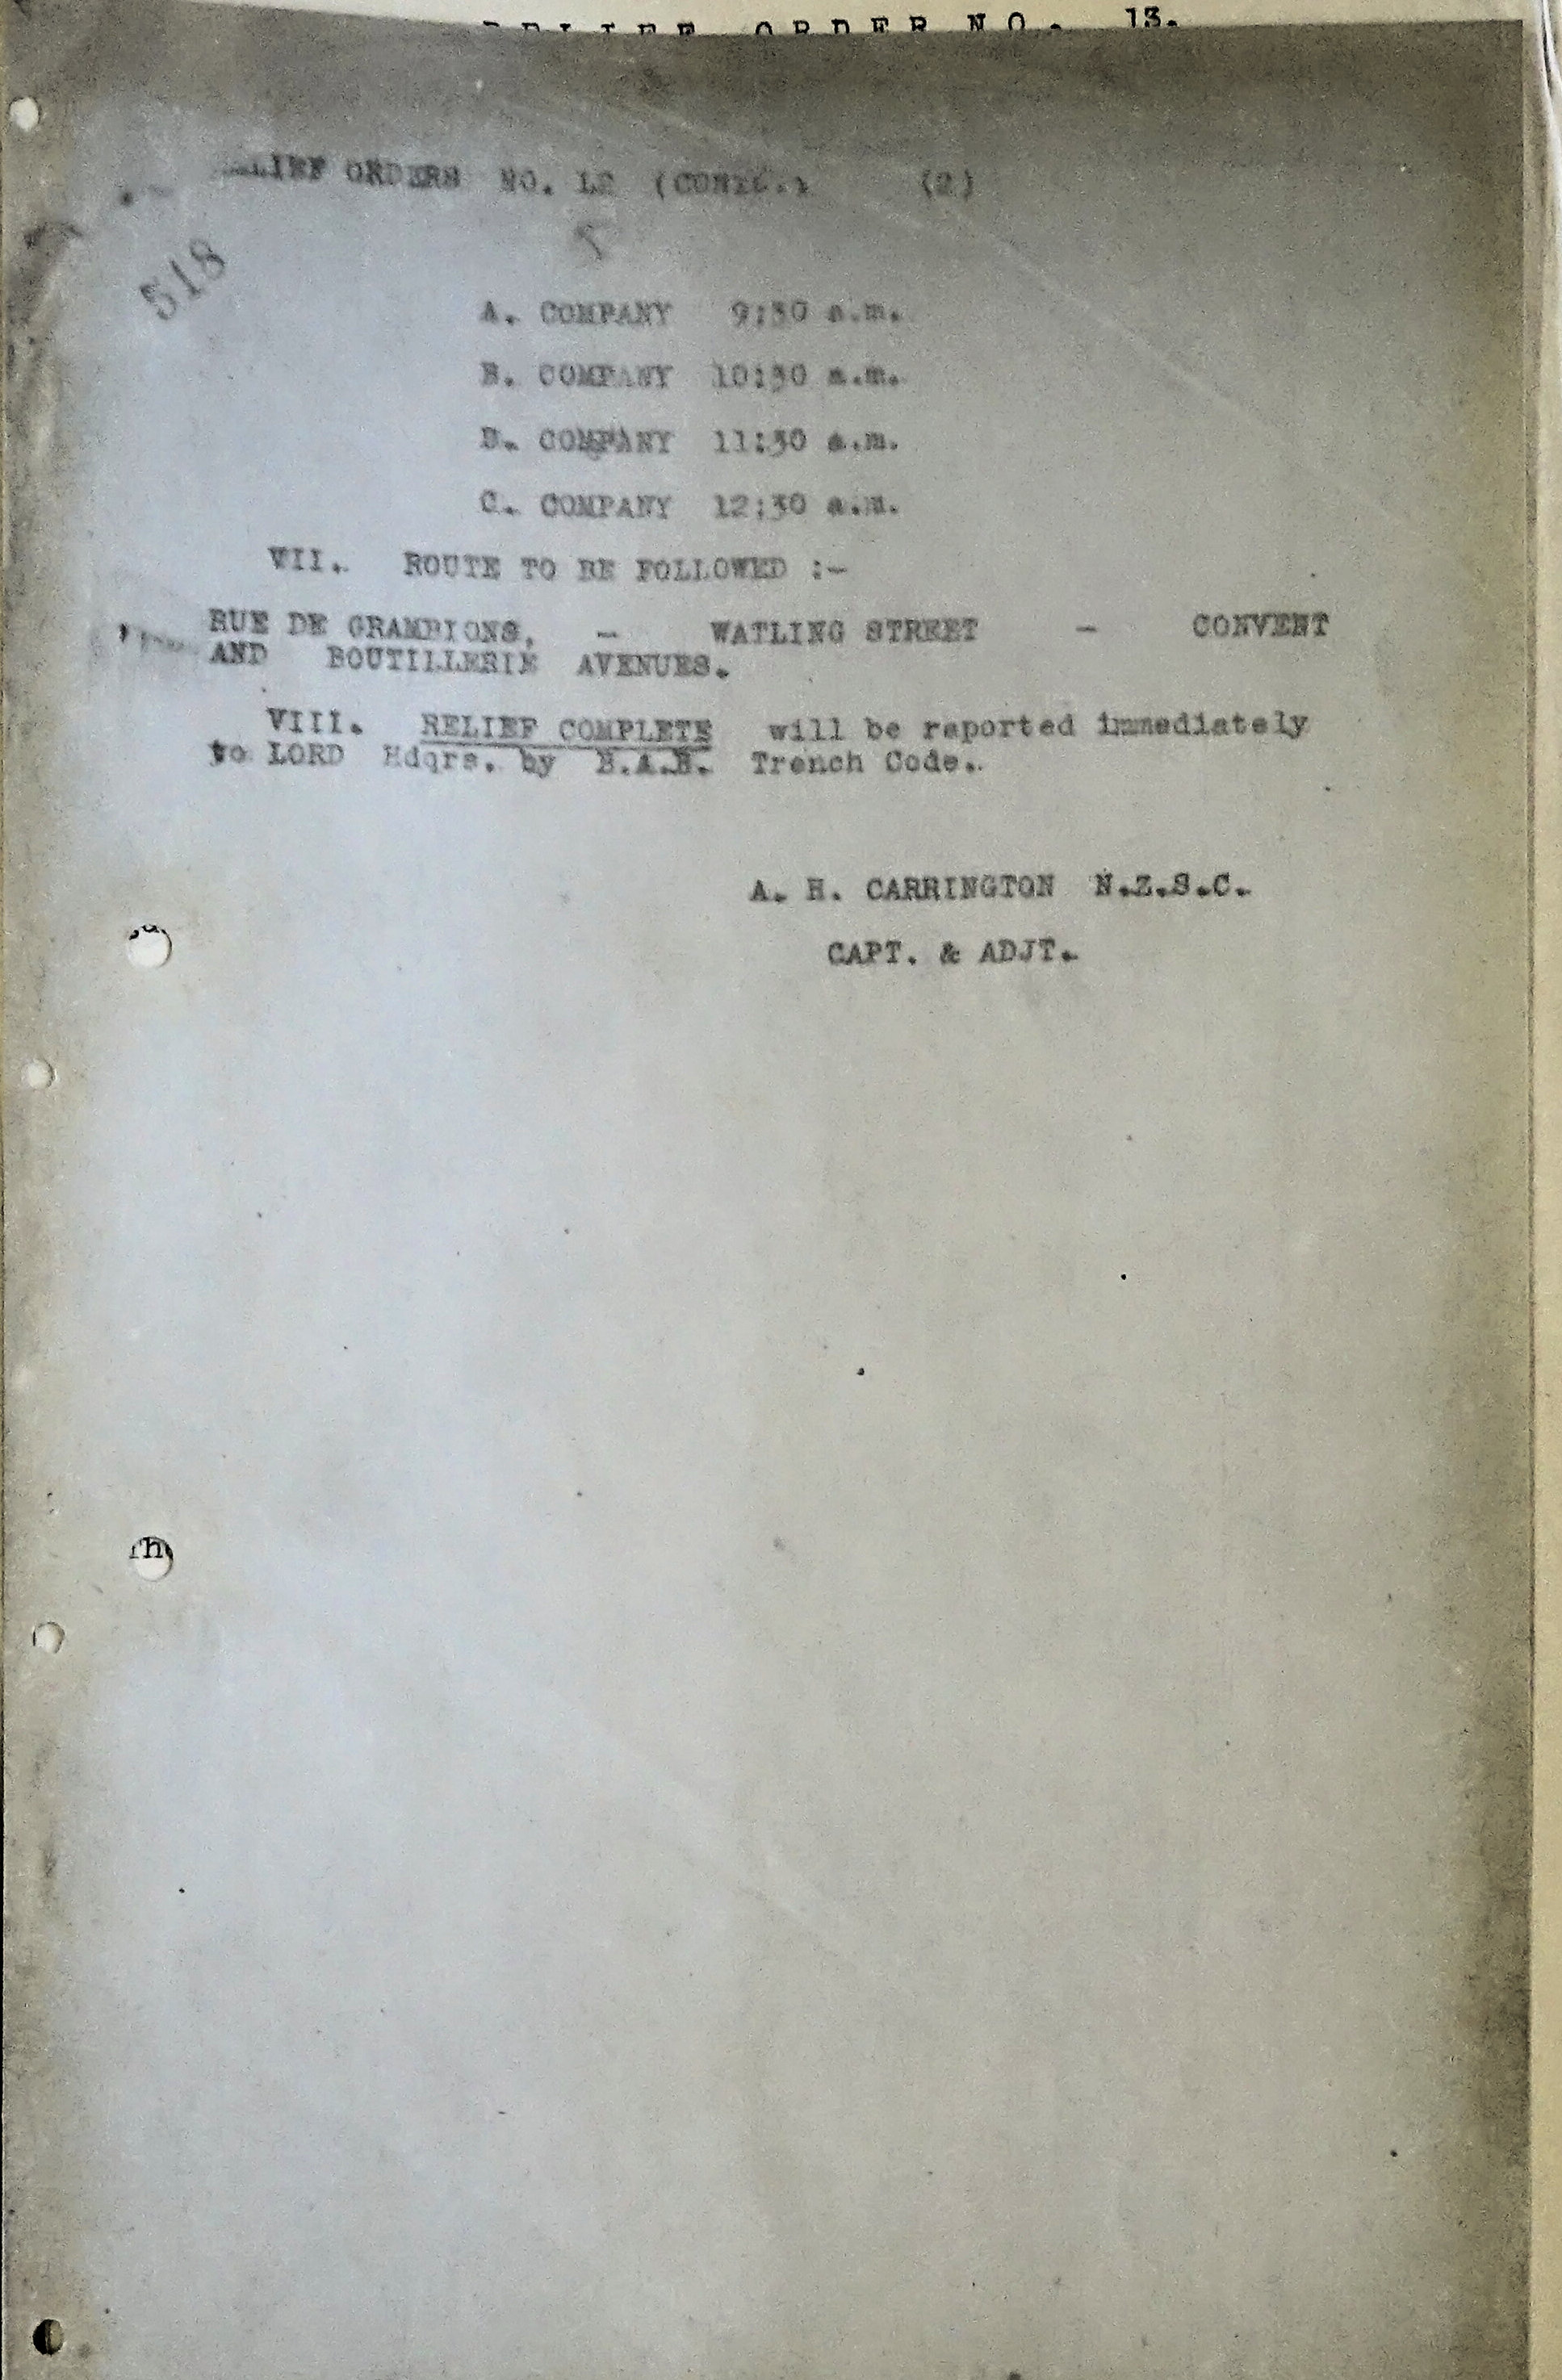 RELIEF ORDER NO. 13.
RELIEF ORDERS NO. 12 (CONTD.) (2)
518
A. COMPANY 9:30 a.m.
B. COMPANY 10:30 a.m.
D. COMPANY 11:30 a.m.
C. COMPANY 12:30 a.m.
VII. ROUTE TO BE FOLLOWED :-
RUE DE GRAMPIONS, - WATLING STREET - CONVENT
AND BOUTILLERIE AVENUES.
VIII. RELIEF COMPLETE will be reported immediately
to LORD Hdqrs. by B.A.B. Trench Code.
A. H. CARRINGTON N.Z.S.C.
CAPT. & ADJT.